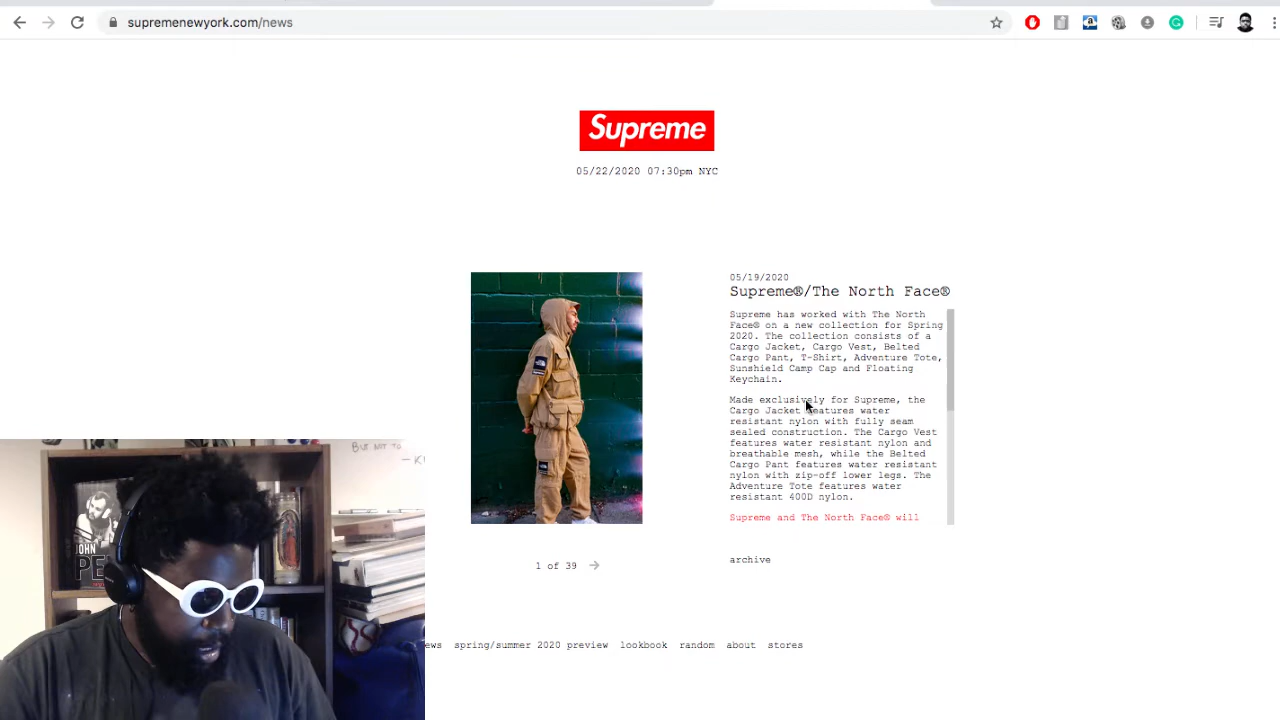 supremenewyork.com/news
Supreme
05/22/2020 07:30pm NYC
05/19/2020
Supreme®/The North Face®
Supreme has worked with The North
Face® on a new collection for Spring
2020. The collection consists of a
Cargo Jacket, Cargo Vest, Belted
Cargo Pant, T-Shirt, Adventure Tote,
Sunshield Camp Cap and Floating
Keychain.
Made exclusively for Supreme, the
Cargo Jacket features water
resistant nylon with fully seam
sealed construction. The Cargo Vest
features water resistant nylon and
breathable mesh, while the Belted
Cargo Pant features water resistant
nylon with zip-off lower legs. The
Adventure Tote features water
resistant 400D nylon.
Supreme and The North Face® will
1 of 39
archive
ews spring/summer 2020 preview lookbook random about stores
BUT NOT TO
JOHN
PE